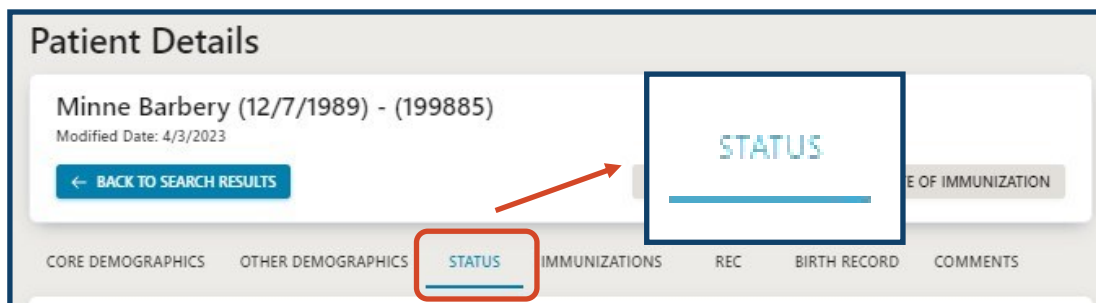 Patient Details
Minne Barbery (12/7/1989) - (199885)
Modified Date: 4/3/2023
STATUS
← BACK TO SEARCH RESULTS
OF IMMUNIZATION
CORE DEMOGRAPHICS OTHER DEMOGRAPHICS STATUS IMMUNIZATIONS REC BIRTH RECORD COMMENTS